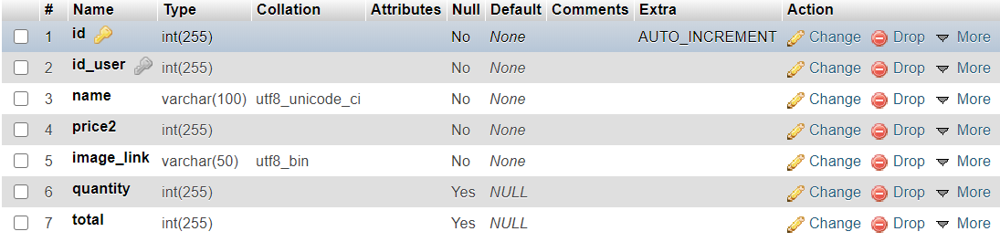 # Name Type Collation Attributes Null Default Comments Extra Action
1 id int(255) No None AUTO_INCREMENT Change Drop More
2 id_user int(255) No None Change Drop More
3 name varchar(100) utf8_unicode_ci No None Change Drop More
4 price2 int(255) No None Change Drop More
5 image_link varchar(50) utf8_bin No None Change Drop More
6 quantity int(255) Yes NULL Change Drop More
7 total int(255) Yes NULL Change Drop More